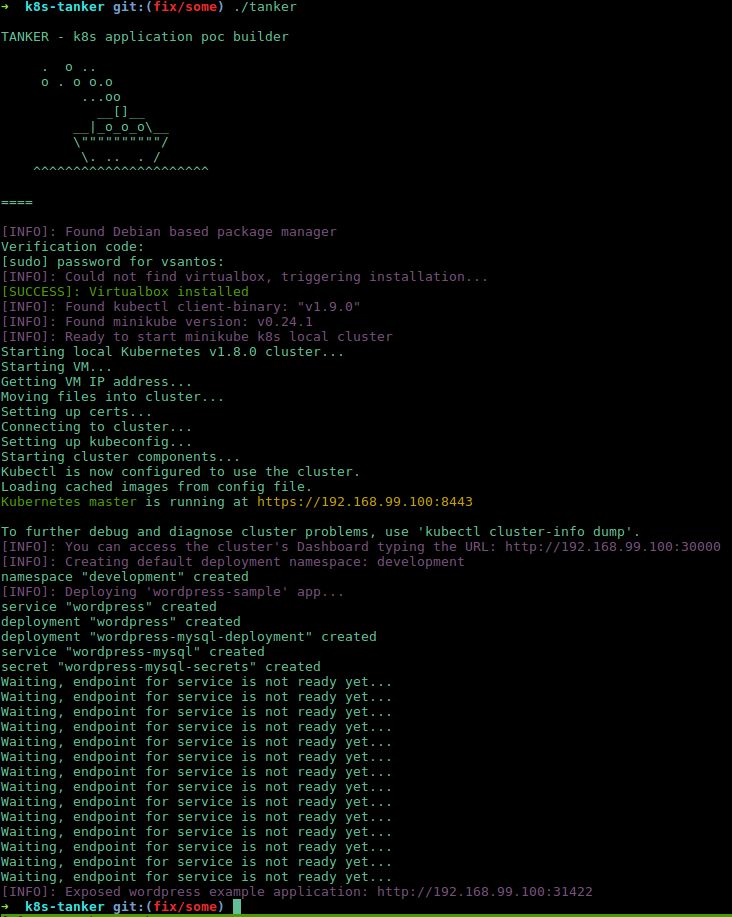 ➜  k8s-tanker git:(fix/some) ./tanker

TANKER - k8s application poc builder

     .  o ..
     o . o o.o
          ...oo
            __[]__
         __|_o_o_o\__
         \""""""""""/
          \. ..  . /
    ^^^^^^^^^^^^^^^^^^^^^^

====

[INFO]: Found Debian based package manager
Verification code:
[sudo] password for vsantos:
[INFO]: Could not find virtualbox, triggering installation...
[SUCCESS]: Virtualbox installed
[INFO]: Found kubectl client-binary: "v1.9.0"
[INFO]: Found minikube version: v0.24.1
[INFO]: Ready to start minikube k8s local cluster
Starting local Kubernetes v1.8.0 cluster...
Starting VM...
Getting VM IP address...
Moving files into cluster...
Setting up certs...
Connecting to cluster...
Setting up kubeconfig...
Starting cluster components...
Kubectl is now configured to use the cluster.
Loading cached images from config file.
Kubernetes master is running at https://192.168.99.100:8443

To further debug and diagnose cluster problems, use 'kubectl cluster-info dump'.
[INFO]: You can access the cluster's Dashboard typing the URL: http://192.168.99.100:30000
[INFO]: Creating default deployment namespace: development
namespace "development" created
[INFO]: Deploying 'wordpress-sample' app...
service "wordpress" created
deployment "wordpress" created
deployment "wordpress-mysql-deployment" created
service "wordpress-mysql" created
secret "wordpress-mysql-secrets" created
Waiting, endpoint for service is not ready yet...
Waiting, endpoint for service is not ready yet...
Waiting, endpoint for service is not ready yet...
Waiting, endpoint for service is not ready yet...
Waiting, endpoint for service is not ready yet...
Waiting, endpoint for service is not ready yet...
Waiting, endpoint for service is not ready yet...
Waiting, endpoint for service is not ready yet...
Waiting, endpoint for service is not ready yet...
Waiting, endpoint for service is not ready yet...
Waiting, endpoint for service is not ready yet...
Waiting, endpoint for service is not ready yet...
Waiting, endpoint for service is not ready yet...
Waiting, endpoint for service is not ready yet...
[INFO]: Exposed wordpress example application: http://192.168.99.100:31422
➜  k8s-tanker git:(fix/some)